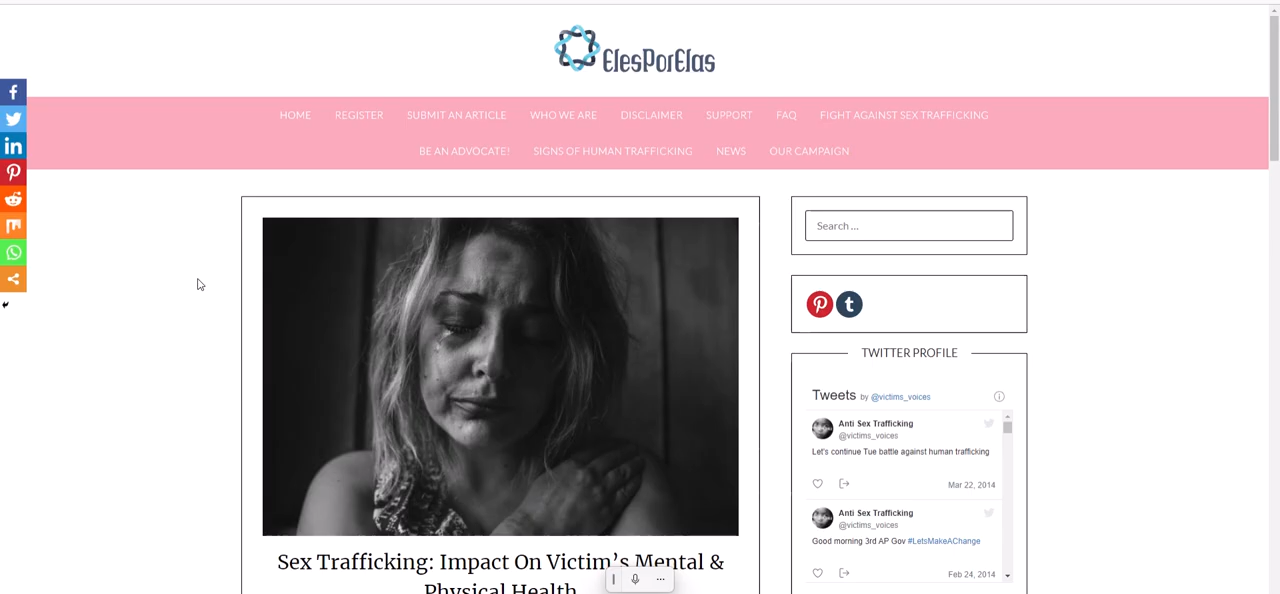 ElesPorElas
HOME REGISTER SUBMIT AN ARTICLE WHO WE ARE DISCLAIMER SUPPORT FAQ FIGHT AGAINST SEX TRAFFICKING
BE AN ADVOCATE! SIGNS OF HUMAN TRAFFICKING NEWS OUR CAMPAIGN
Search …
TWITTER PROFILE
Tweets by @victims_voices
Anti Sex Trafficking
@victims_voices
Let's continue Tue battle against human trafficking
Mar 22, 2014
Anti Sex Trafficking
@victims_voices
Good morning 3rd AP Gov #LetsMakeAChange
Feb 24, 2014
Sex Trafficking: Impact On Victim's Mental &
Physical Health